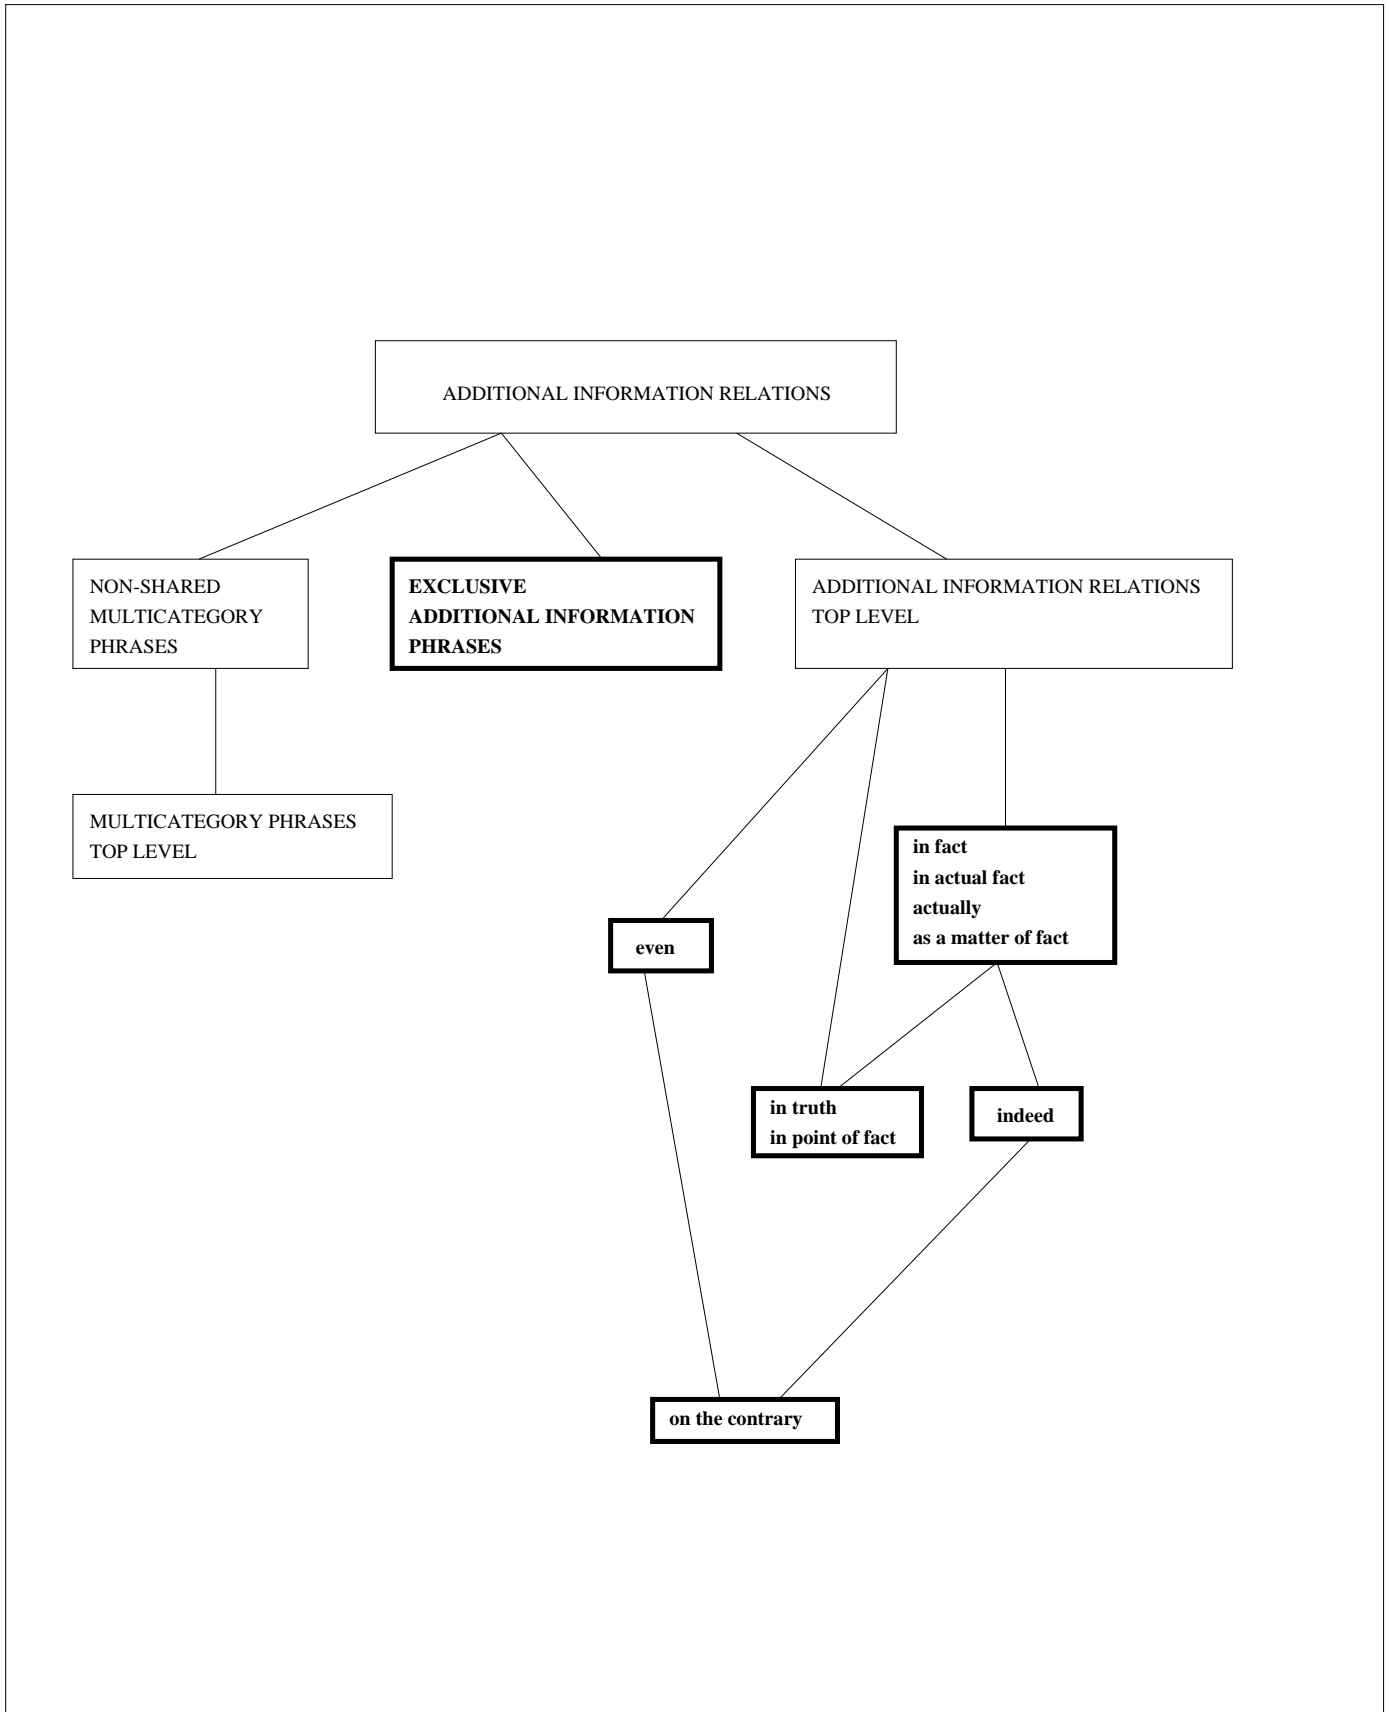 ADDITIONAL INFORMATION RELATIONS
NON-SHARED
MULTICATEGORY
PHRASES
EXCLUSIVE
ADDITIONAL INFORMATION
PHRASES
ADDITIONAL INFORMATION RELATIONS
TOP LEVEL
MULTICATEGORY PHRASES
TOP LEVEL
in fact
in actual fact
actually
as a matter of fact
even
in truth
in point of fact
indeed
on the contrary